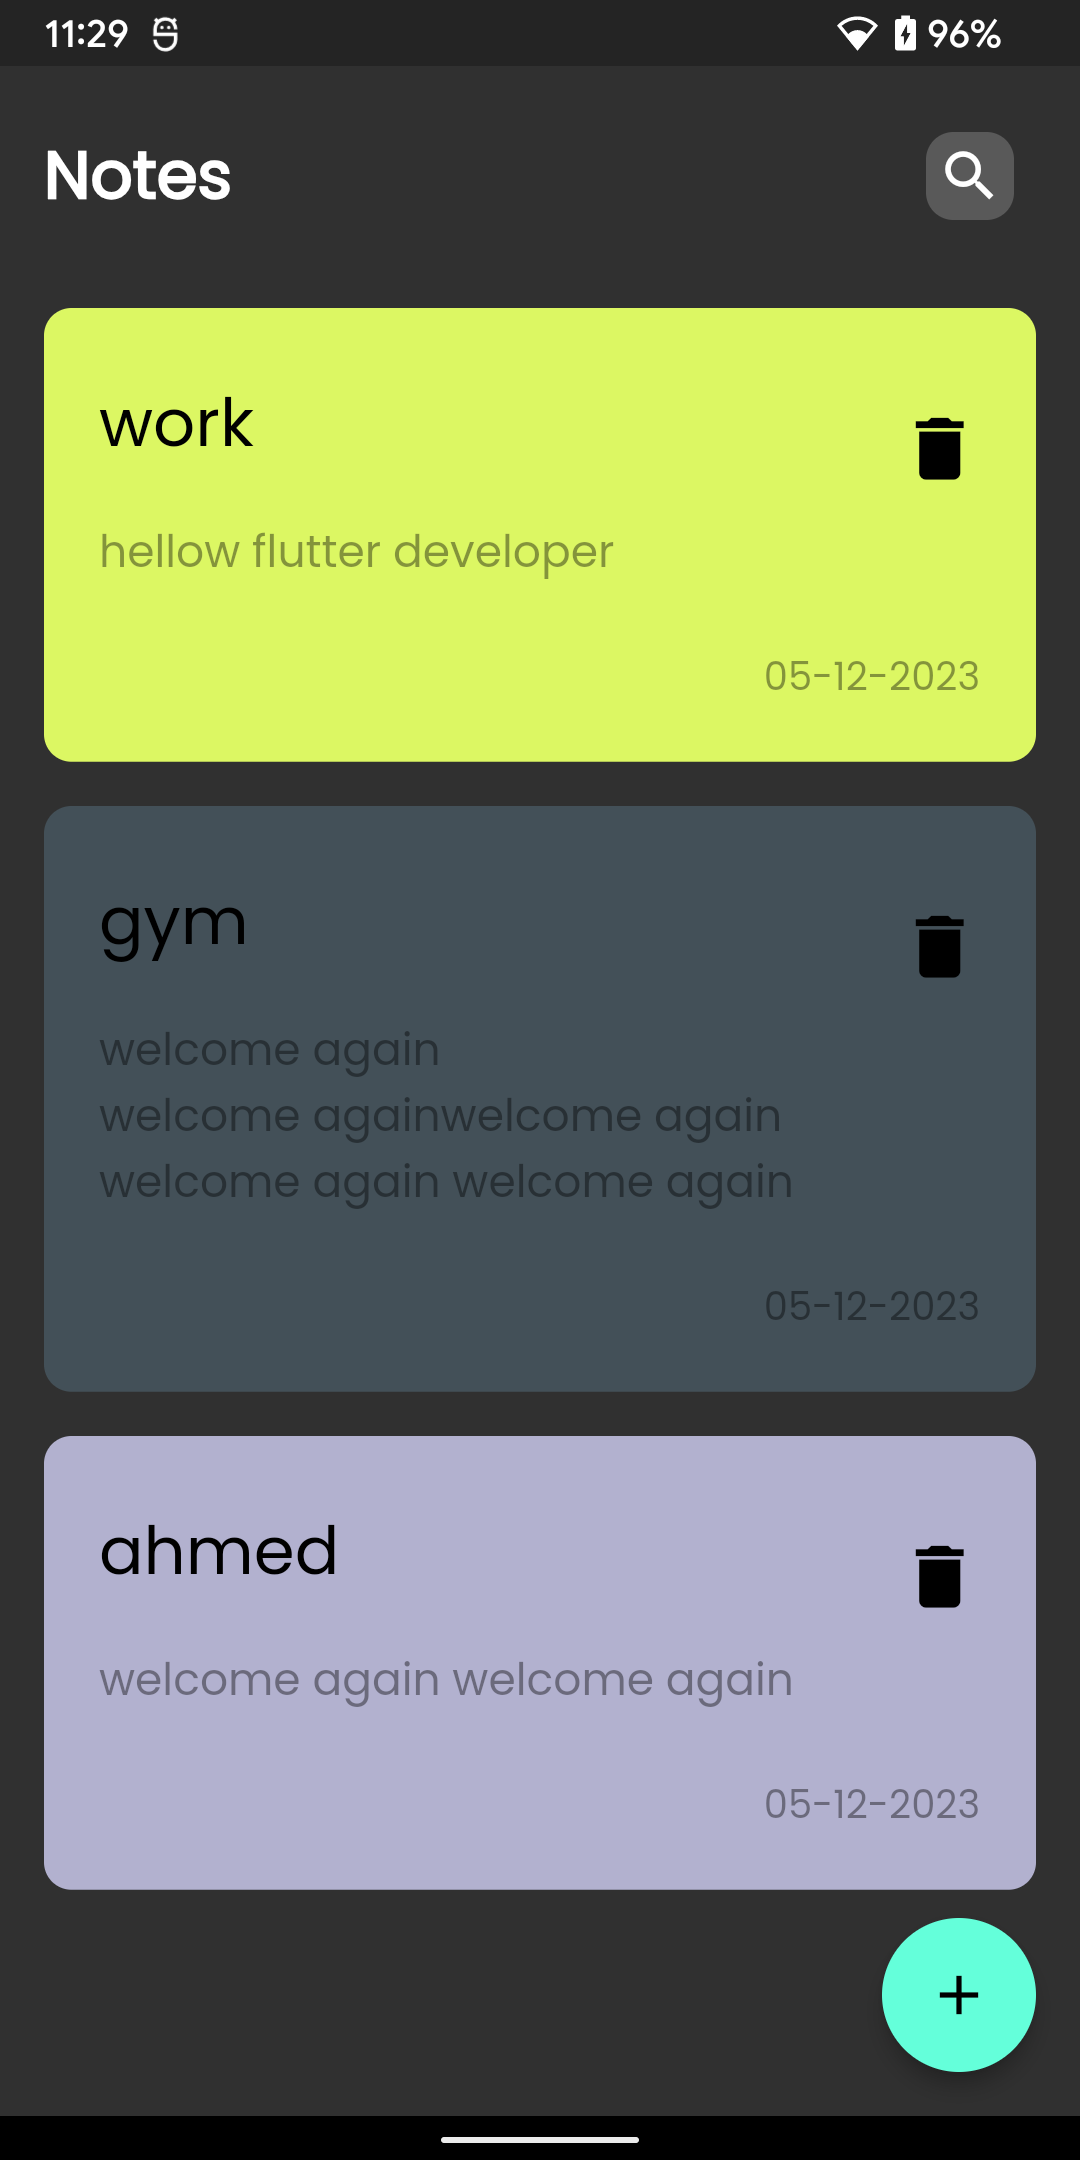 11:29
96%
Notes
work
hellow flutter developer
05-12-2023
gym
welcome again
welcome againwelcome again
welcome again welcome again
05-12-2023
ahmed
welcome again welcome again
05-12-2023